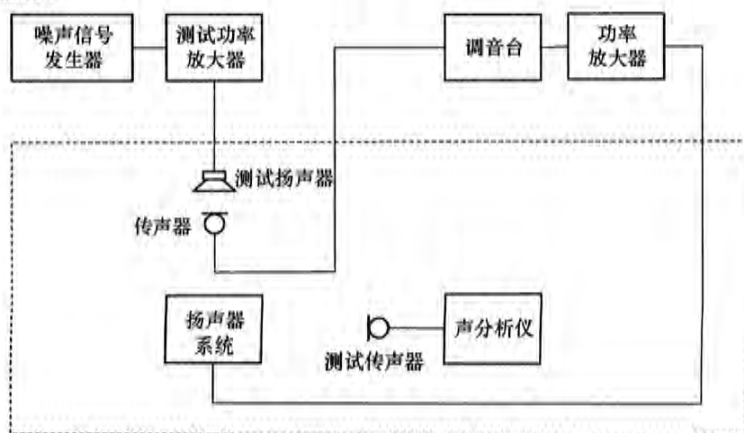 噪声信号
发生器
测试功率
放大器
调音台
功率
放大器
测试扬声器
传声器
扬声器
系统
测试传声器
声分析仪